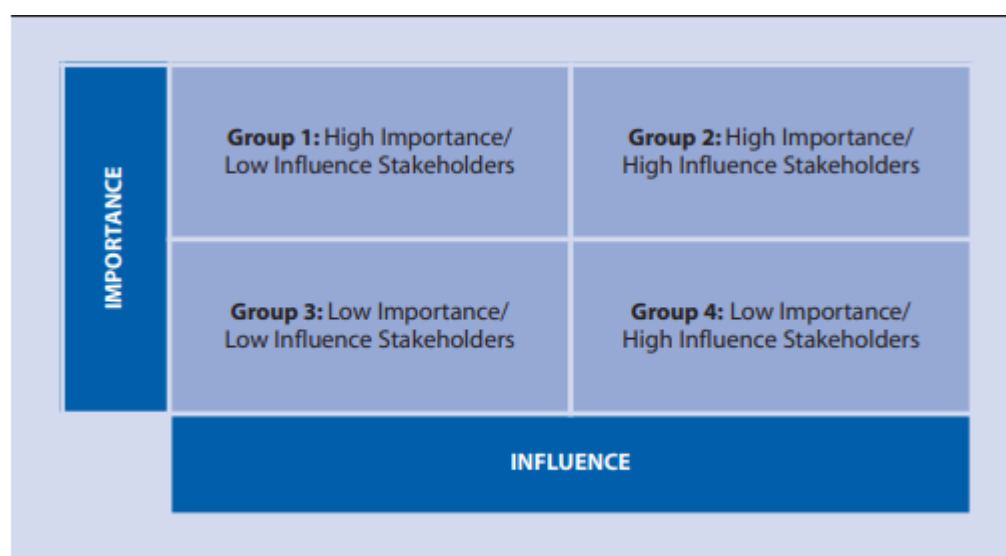 IMPORTANCE
Group 1: High Importance/
Low Influence Stakeholders
Group 2: High Importance/
High Influence Stakeholders
Group 3: Low Importance/
Low Influence Stakeholders
Group 4: Low Importance/
High Influence Stakeholders
INFLUENCE